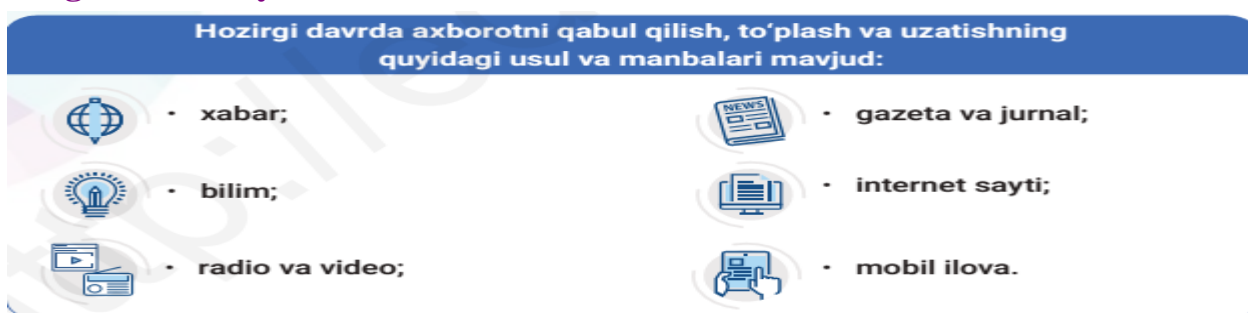 Hozirgi davrda axborotni qabul qilish, to‘plash va uzatishning
quyidagi usul va manbalari mavjud:
• xabar;
• gazeta va jurnal;
NEWS
• bilim;
• internet sayti;
• radio va video;
• mobil ilova.